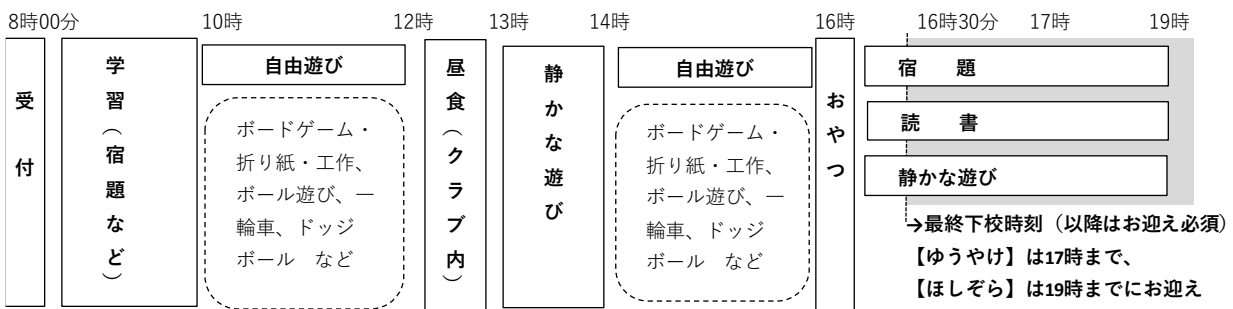 8時00分
10時
12時
13時
14時
16時
16時30分
17時
19時
受付
学習（宿題など）
自由遊び
ボードゲーム・
折り紙・工作、
ボール遊び、一
輪車、ドッジ
ボール　など
昼食（クラブ内）
静かな遊び
自由遊び
ボードゲーム・
折り紙・工作、
ボール遊び、一
輪車、ドッジ
ボール　など
おやつ
宿　題
読　書
静かな遊び
→最終下校時刻（以降はお迎え必須）
【ゆうやけ】は17時まで、
【ほしぞら】は19時までにお迎え